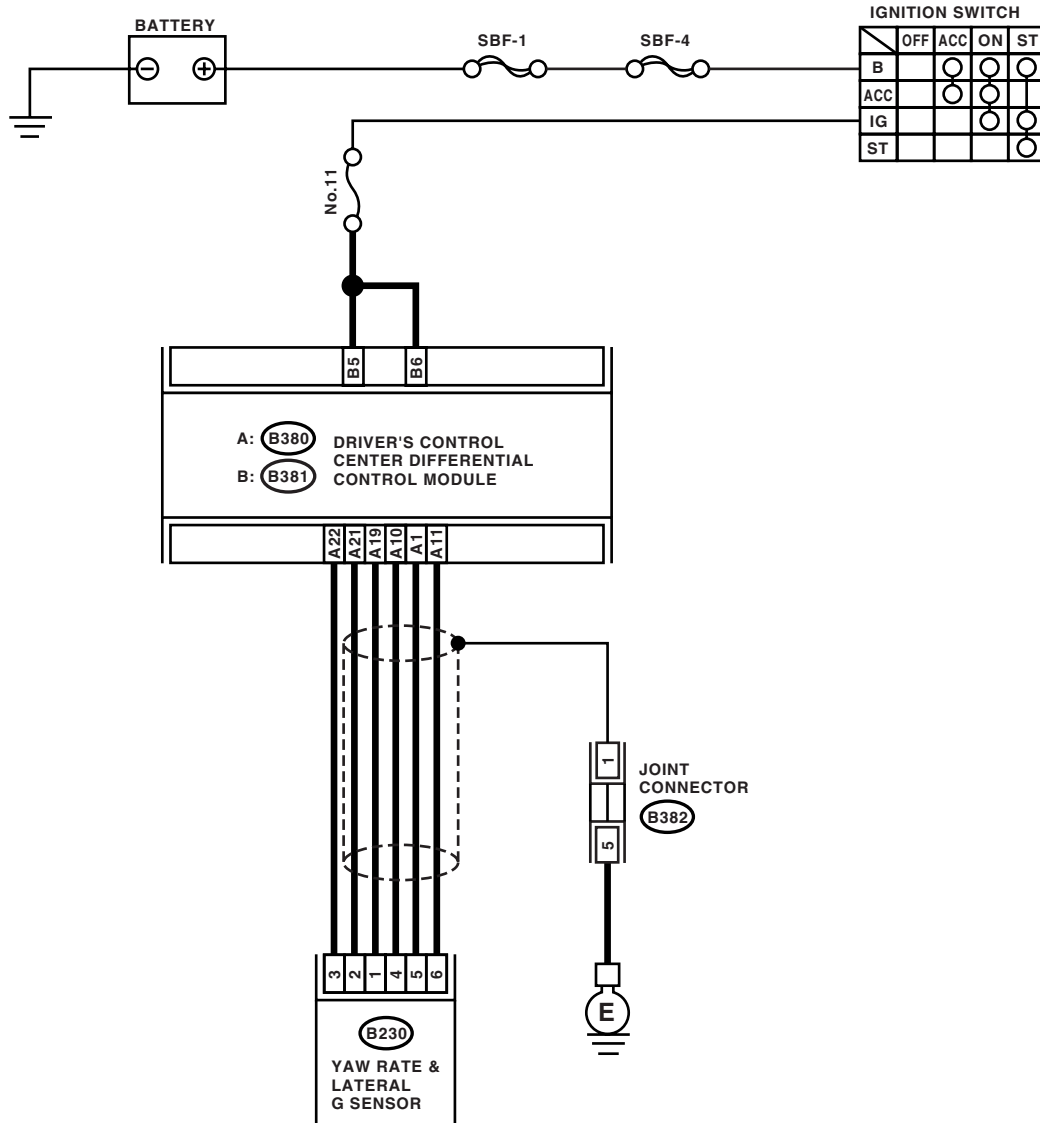 IGNITION SWITCH
BATTERY
SBF-1
SBF-4
OFF ACC ON ST
B
ACC
IG
ST
No.11
B5 B6
A: B380
B: B381
DRIVER'S CONTROL
CENTER DIFFERENTIAL
CONTROL MODULE
A22 A21 A19 A10 A1 A11
1
JOINT
CONNECTOR
B382
5
3 2 1 4 5 6
E
B230
YAW RATE &
LATERAL
G SENSOR